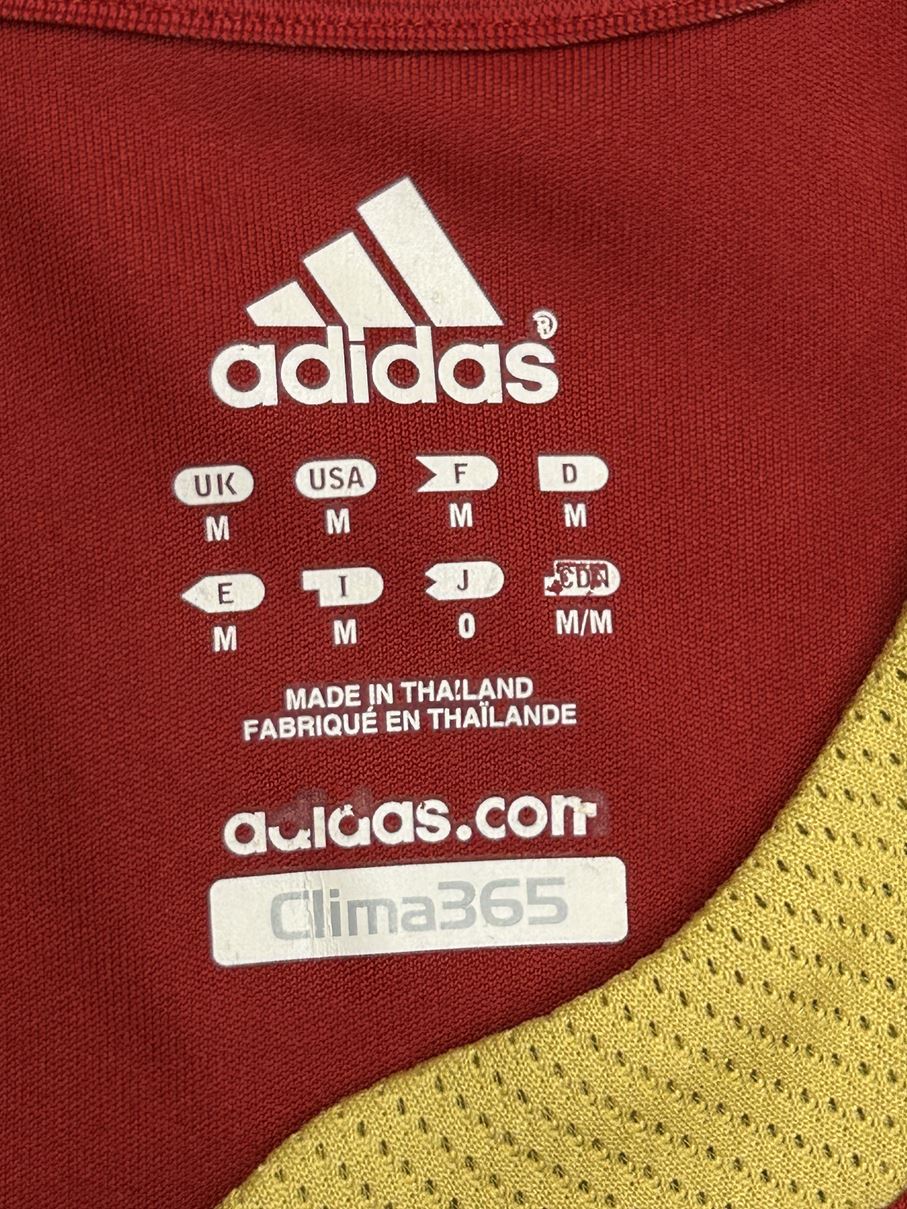 adidas®
UK USA F D
M M M M
E I J CDN
M M O M/M
MADE IN THAILAND
FABRIQUÉ EN THAÏLANDE
adidas.com
Clima365